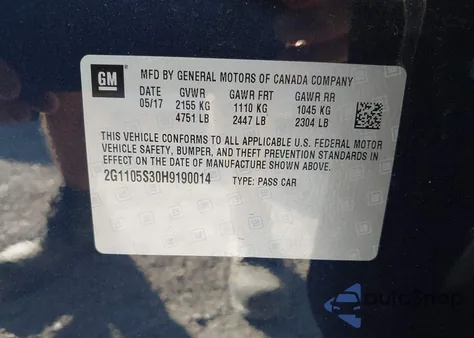 GM MFD BY GENERAL MOTORS OF CANADA COMPANY
DATE GVWR GAWR FRT GAWR RR
05/17 2155 KG 1110 KG 1045 KG
4751 LB 2447 LB 2304 LB
THIS VEHICLE CONFORMS TO ALL APPLICABLE U.S. FEDERAL MOTOR
VEHICLE SAFETY, BUMPER, AND THEFT PREVENTION STANDARDS IN
EFFECT ON THE DATE OF MANUFACTURE SHOWN ABOVE.
2G1105S30H9190014 TYPE: PASS CAR
AutoSnap